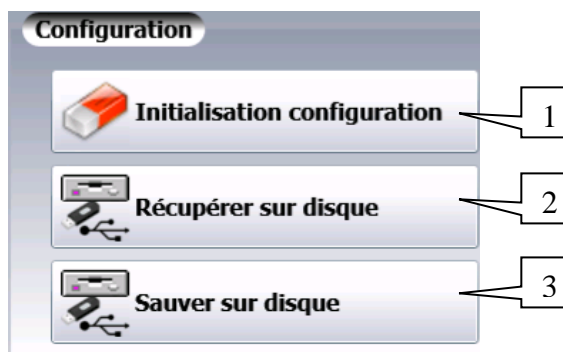 Configuration
Initialisation configuration
1
Récupérer sur disque
2
Sauver sur disque
3